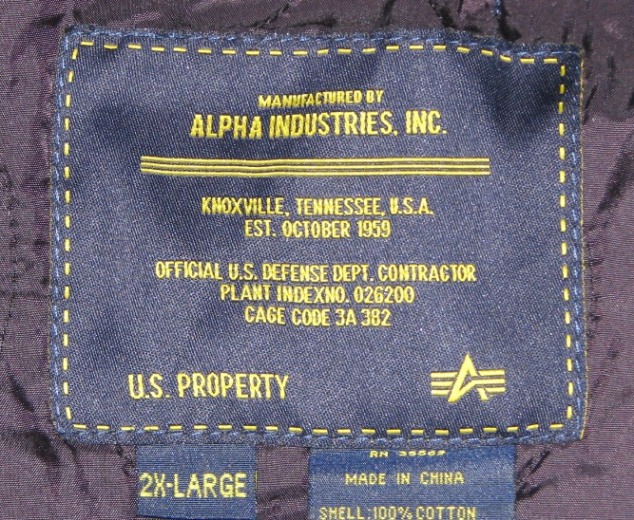 MANUFACTURED BY
ALPHA INDUSTRIES, INC.
KNOXVILLE, TENNESSEE, U.S.A.
EST. OCTOBER 1959
OFFICIAL U.S. DEFENSE DEPT. CONTRACTOR
PLANT INDEXNO. 026200
CAGE CODE 3A 382
U.S. PROPERTY
2X-LARGE
RN
MADE IN CHINA
SHELL:100% COTTON